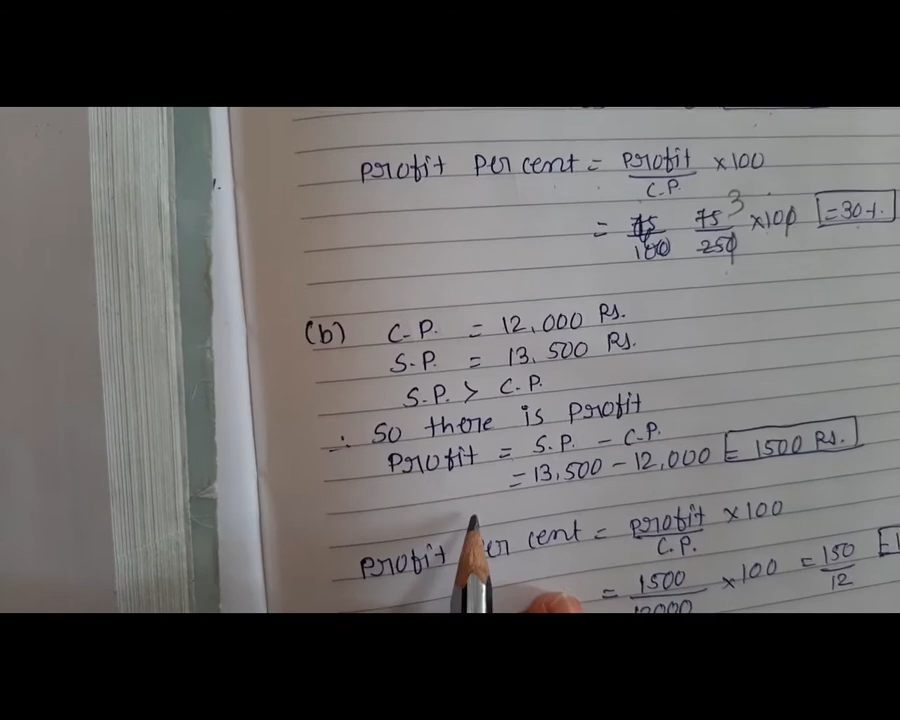 Profit Per cent = Profit/C.P. ×100
= 75/250 ×100 =30%
(b) C.P. = 12,000 Rs.
S.P. = 13,500 Rs.
S.P. > C.P.
∴ So there is profit
Profit = S.P. - C.P.
= 13,500 - 12,000 = 1500 Rs.
Profit Per cent = Profit/C.P. ×100
= 1500/12000 ×100 = 150/12